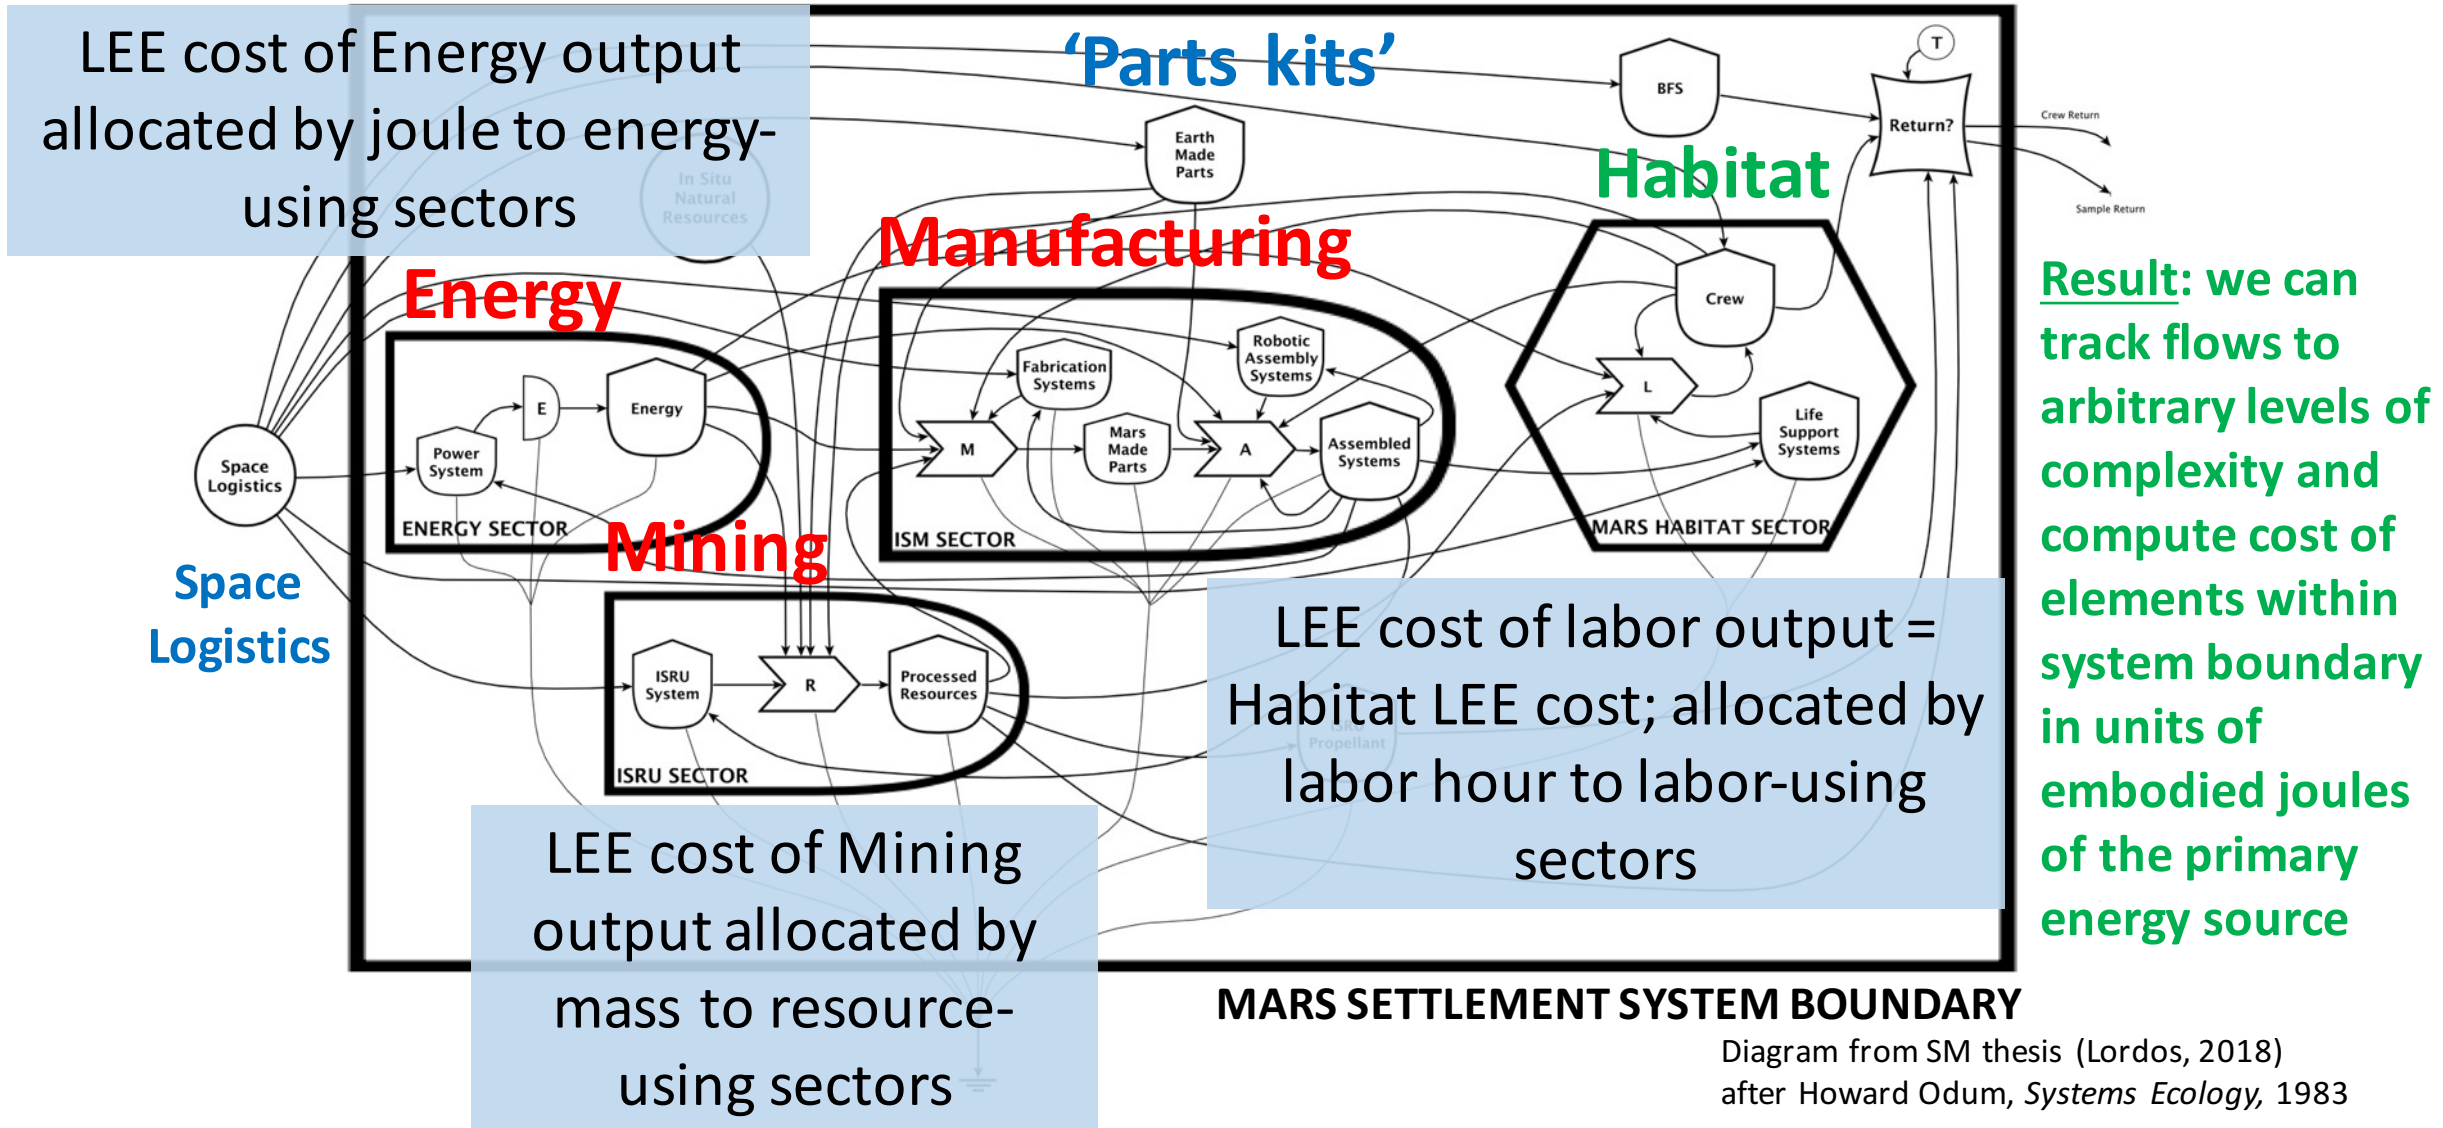 LEE cost of Energy output
allocated by joule to energy-
using sectors
‘Parts kits’
BFS
T
Return?
Crew Return
Sample Return
Earth
Made
Parts
In Situ
Natural
Resources
Habitat
Manufacturing
Energy
Crew
L
Life
Support
Systems
MARS HABITAT SECTOR
Robotic
Assembly
Systems
Fabrication
Systems
M
Mars
Made
Parts
A
Assembled
Systems
ISM SECTOR
E
Energy
Power
System
ENERGY SECTOR
Space
Logistics
Space
Logistics
Mining
ISRU
System
R
Processed
Resources
ISRU SECTOR
ISRU
Propellant
LEE cost of labor output =
Habitat LEE cost; allocated by
labor hour to labor-using
sectors
LEE cost of Mining
output allocated by
mass to resource-
using sectors
Result: we can
track flows to
arbitrary levels of
complexity and
compute cost of
elements within
system boundary
in units of
embodied joules
of the primary
energy source
MARS SETTLEMENT SYSTEM BOUNDARY
Diagram from SM thesis (Lordos, 2018)
after Howard Odum, Systems Ecology, 1983